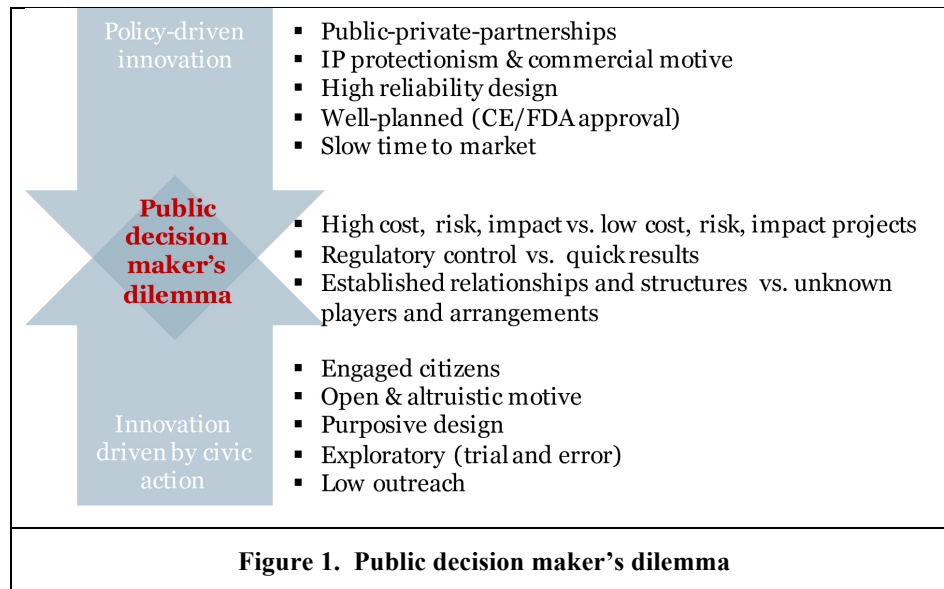 Policy-driven
innovation
▪ Public-private-partnerships
▪ IP protectionism & commercial motive
▪ High reliability design
▪ Well-planned (CE/FDA approval)
▪ Slow time to market
Public
decision
maker's
dilemma
▪ High cost, risk, impact vs. low cost, risk, impact projects
▪ Regulatory control vs. quick results
▪ Established relationships and structures vs. unknown
players and arrangements
Innovation
driven by civic
action
▪ Engaged citizens
▪ Open & altruistic motive
▪ Purposive design
▪ Exploratory (trial and error)
▪ Low outreach
Figure 1. Public decision maker's dilemma